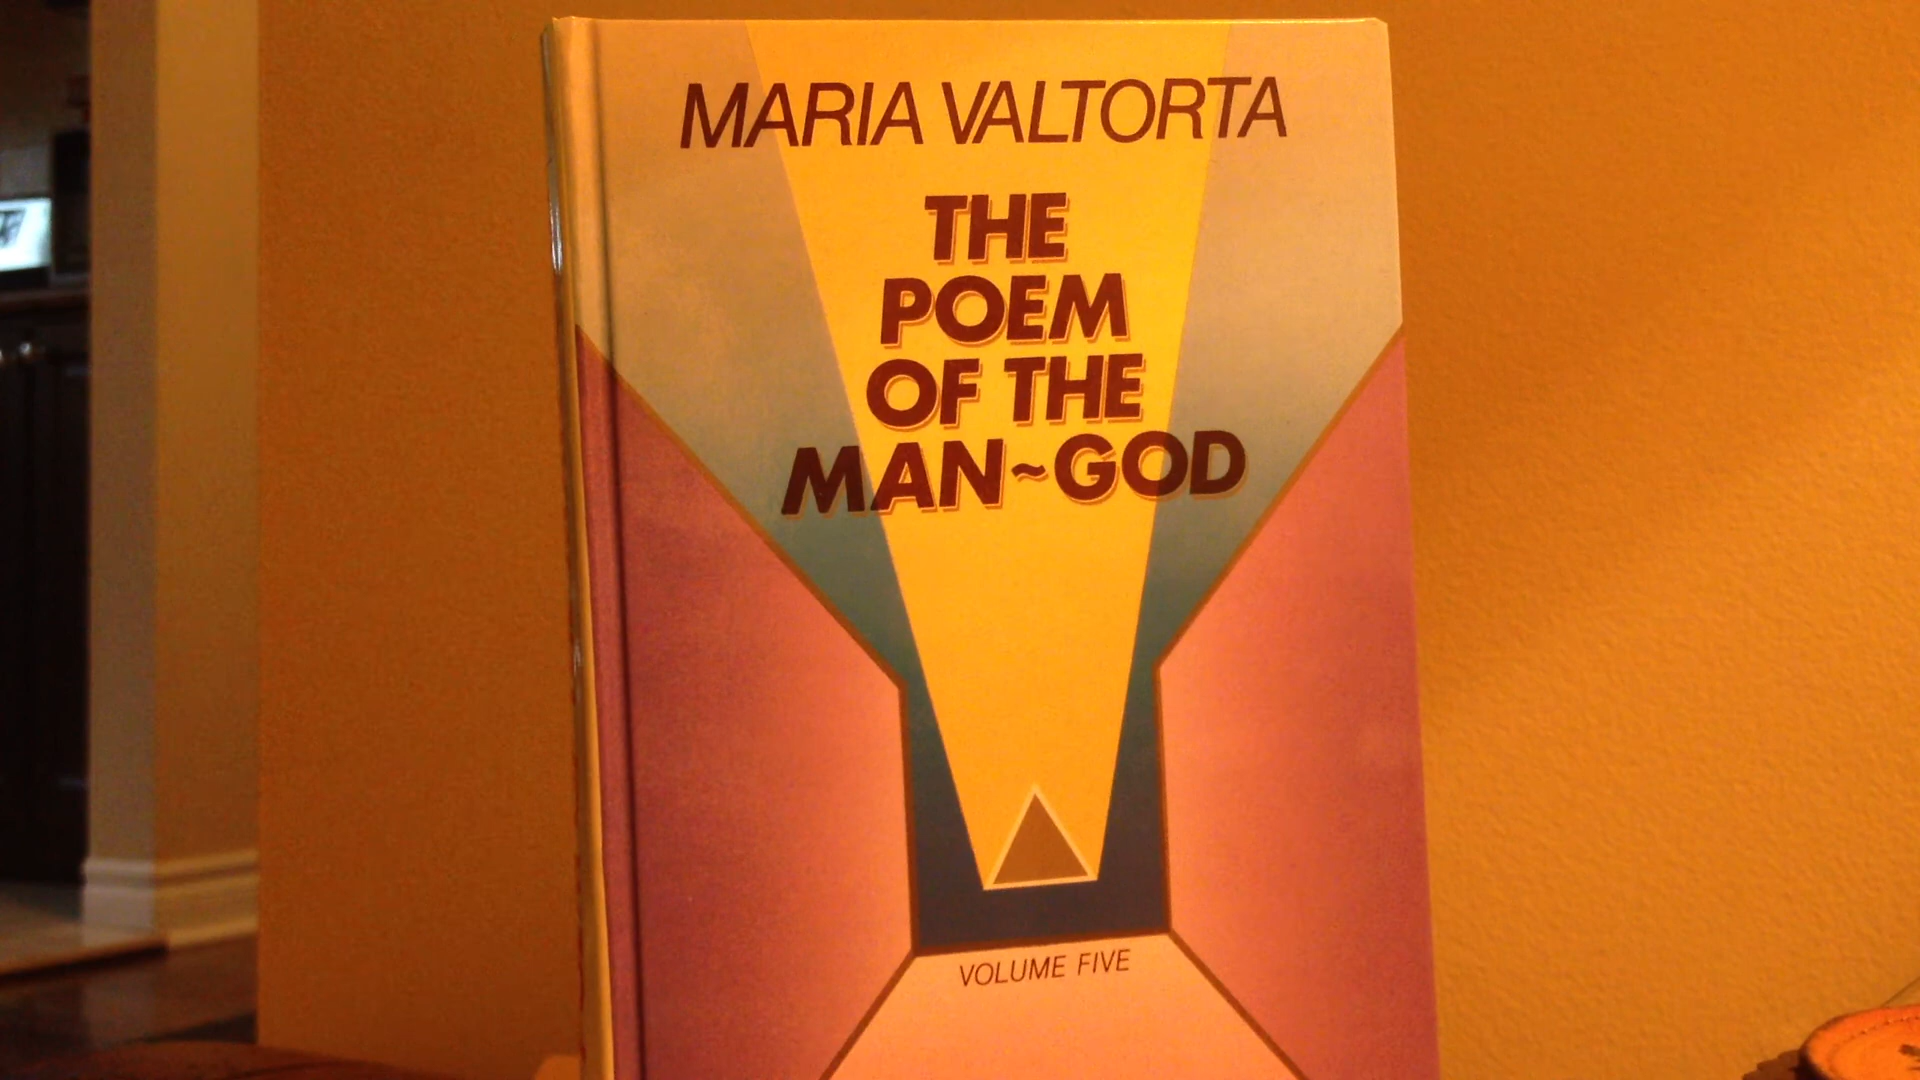 MARIA VALTORTA
THE
POEM
OF THE
MAN~GOD
VOLUME FIVE